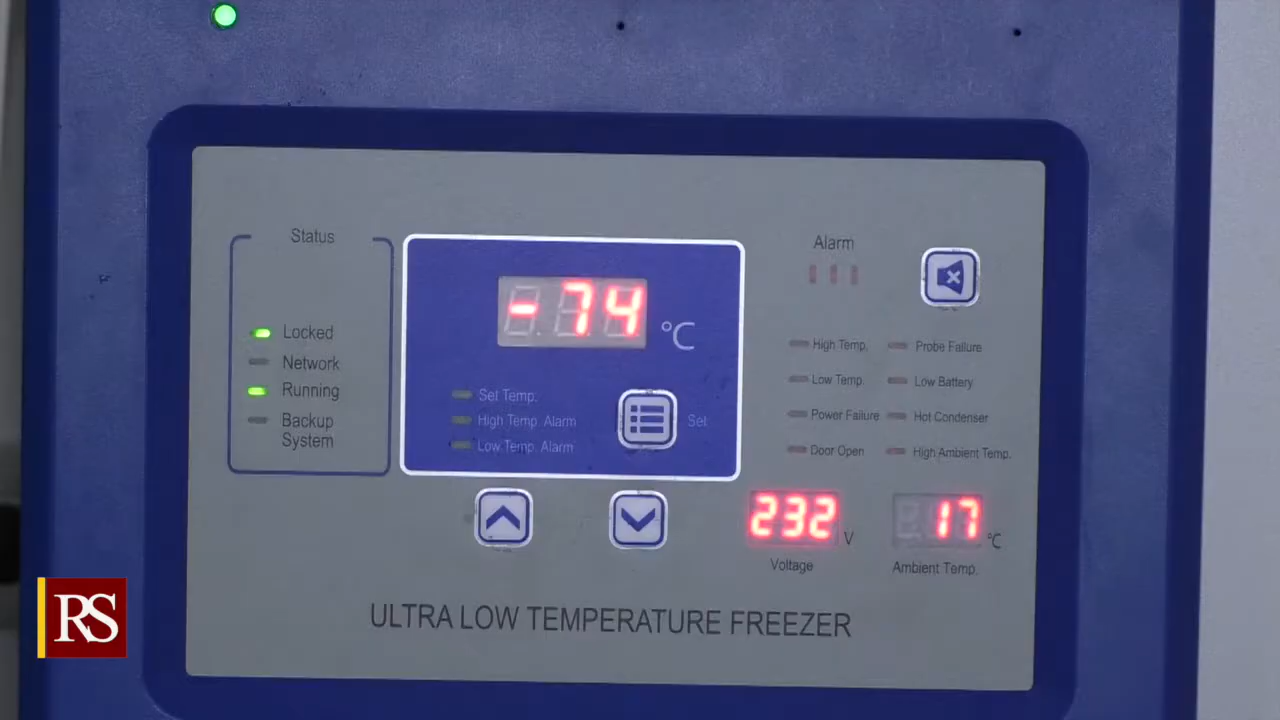 Status
Locked
Network
Running
Backup
System
-74 °C
Set Temp.
High Temp. Alarm
Low Temp. Alarm
Set
Alarm
High Temp.
Probe Failure
Low Temp.
Low Battery
Power Failure
Hot Condenser
Door Open
High Ambient Temp.
232 V
17 °C
Voltage
Ambient Temp.
ULTRA LOW TEMPERATURE FREEZER
RS